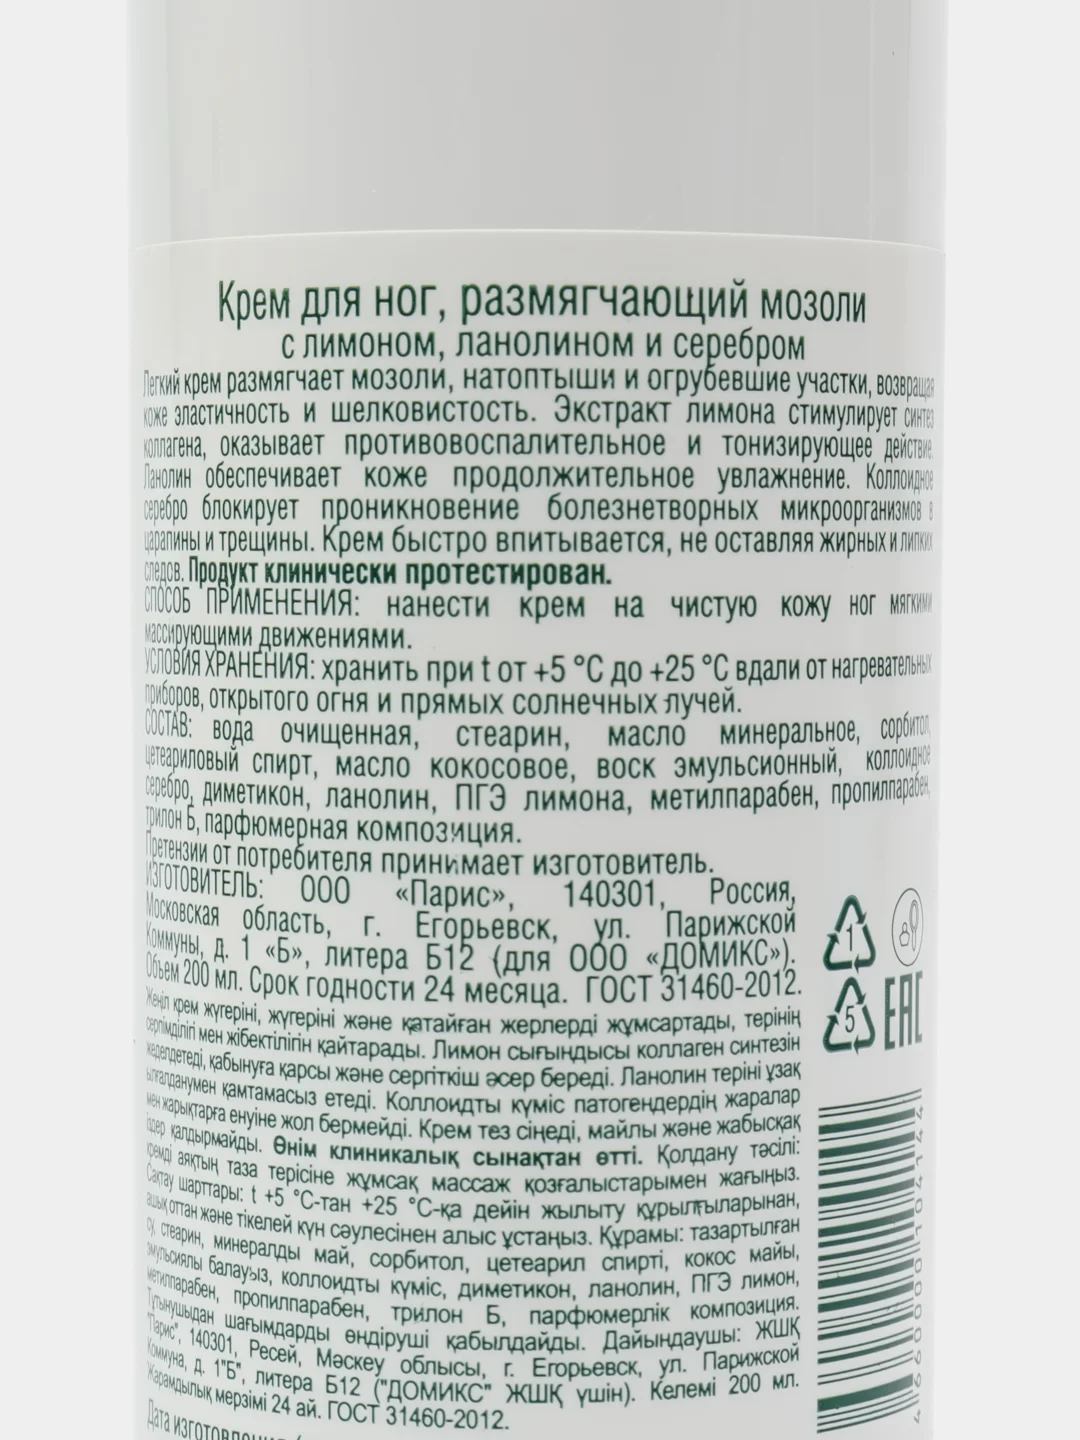 Крем для ног, размягчающий мозоли
с лимоном, ланолином и серебром
Легкий крем размягчает мозоли, натоптыши и огрубевшие участки, возвращая
коже эластичность и шелковистость. Экстракт лимона стимулирует синтез
коллагена, оказывает противовоспалительное и тонизирующее действие.
Ланолин обеспечивает коже продолжительное увлажнение. Коллоидное
серебро блокирует проникновение болезнетворных микроорганизмов в
царапины и трещины. Крем быстро впитывается, не оставляя жирных и липких
следов. Продукт клинически протестирован.
СПОСОБ ПРИМЕНЕНИЯ: нанести крем на чистую кожу ног мягкими
массирующими движениями.
УСЛОВИЯ ХРАНЕНИЯ: хранить при t от +5 °C до +25 °C вдали от нагревательных
приборов, открытого огня и прямых солнечных лучей.
СОСТАВ: вода очищенная, стеарин, масло минеральное, сорбитол,
цетеариловый спирт, масло кокосовое, воск эмульсионный, коллоидное
серебро, диметикон, ланолин, ПГЭ лимона, метилпарабен, пропилпарабен,
трилон Б, парфюмерная композиция.
Претензии от потребителя принимает изготовитель.
ИЗГОТОВИТЕЛЬ: ООО «Парис», 140301, Россия,
Московская область, г. Егорьевск, ул. Парижской
Коммуны, д. 1 «Б», литера Б12 (для ООО «ДОМИКС»).
Объем 200 мл. Срок годности 24 месяца. ГОСТ 31460-2012.
1
5
ЕАС
Жеңіл крем жүгеріні, жүгеріні және қатайған жерлерді жұмсартады, терінің
серпімділігі мен жібектілігін қайтарады. Лимон сығындысы коллаген синтезін
жеделдетеді, қабынуға қарсы және сергіткіш әсер береді. Ланолин теріні ұзақ
ылғалданумен қамтамасыз етеді. Коллоидты күміс патогендердің жаралар
мен жарықтарға енуіне жол бермейді. Крем тез сіңеді, майлы және жабысқақ
іздер қалдырмайды. Өнім клиникалық сынақтан өтті. Қолдану тәсілі:
кремді аяқтың таза терісіне жұмсақ массаж қозғалыстарымен жағыңыз.
Сақтау шарттары: t +5 °C-тан +25 °C-қа дейін жылыту құрылғыларынан,
ашық оттан және тікелей күн сәулесінен алыс ұстаңыз. Құрамы: тазартылған
су, стеарин, минералды май, сорбитол, цетеарил спирті, кокос майы,
эмульсиялы балауыз, коллоидты күміс, диметикон, ланолин, ПГЭ лимон,
метилпарабен, пропилпарабен, трилон Б, парфюмерлік композиция.
Тұтынушыдан шағымдарды өндіруші қабылдайды. Дайындаушы: ЖШҚ
"Парис", 140301, Ресей, Мәскеу облысы, г. Егорьевск, ул. Парижской
Коммуна, д. 1"Б", литера Б12 ("ДОМИКС" ЖШҚ үшін). Келемі 200 мл.
Жарамдылық мерзімі 24 ай. ГОСТ 31460-2012.
Дата изготовления
4 660000 104144